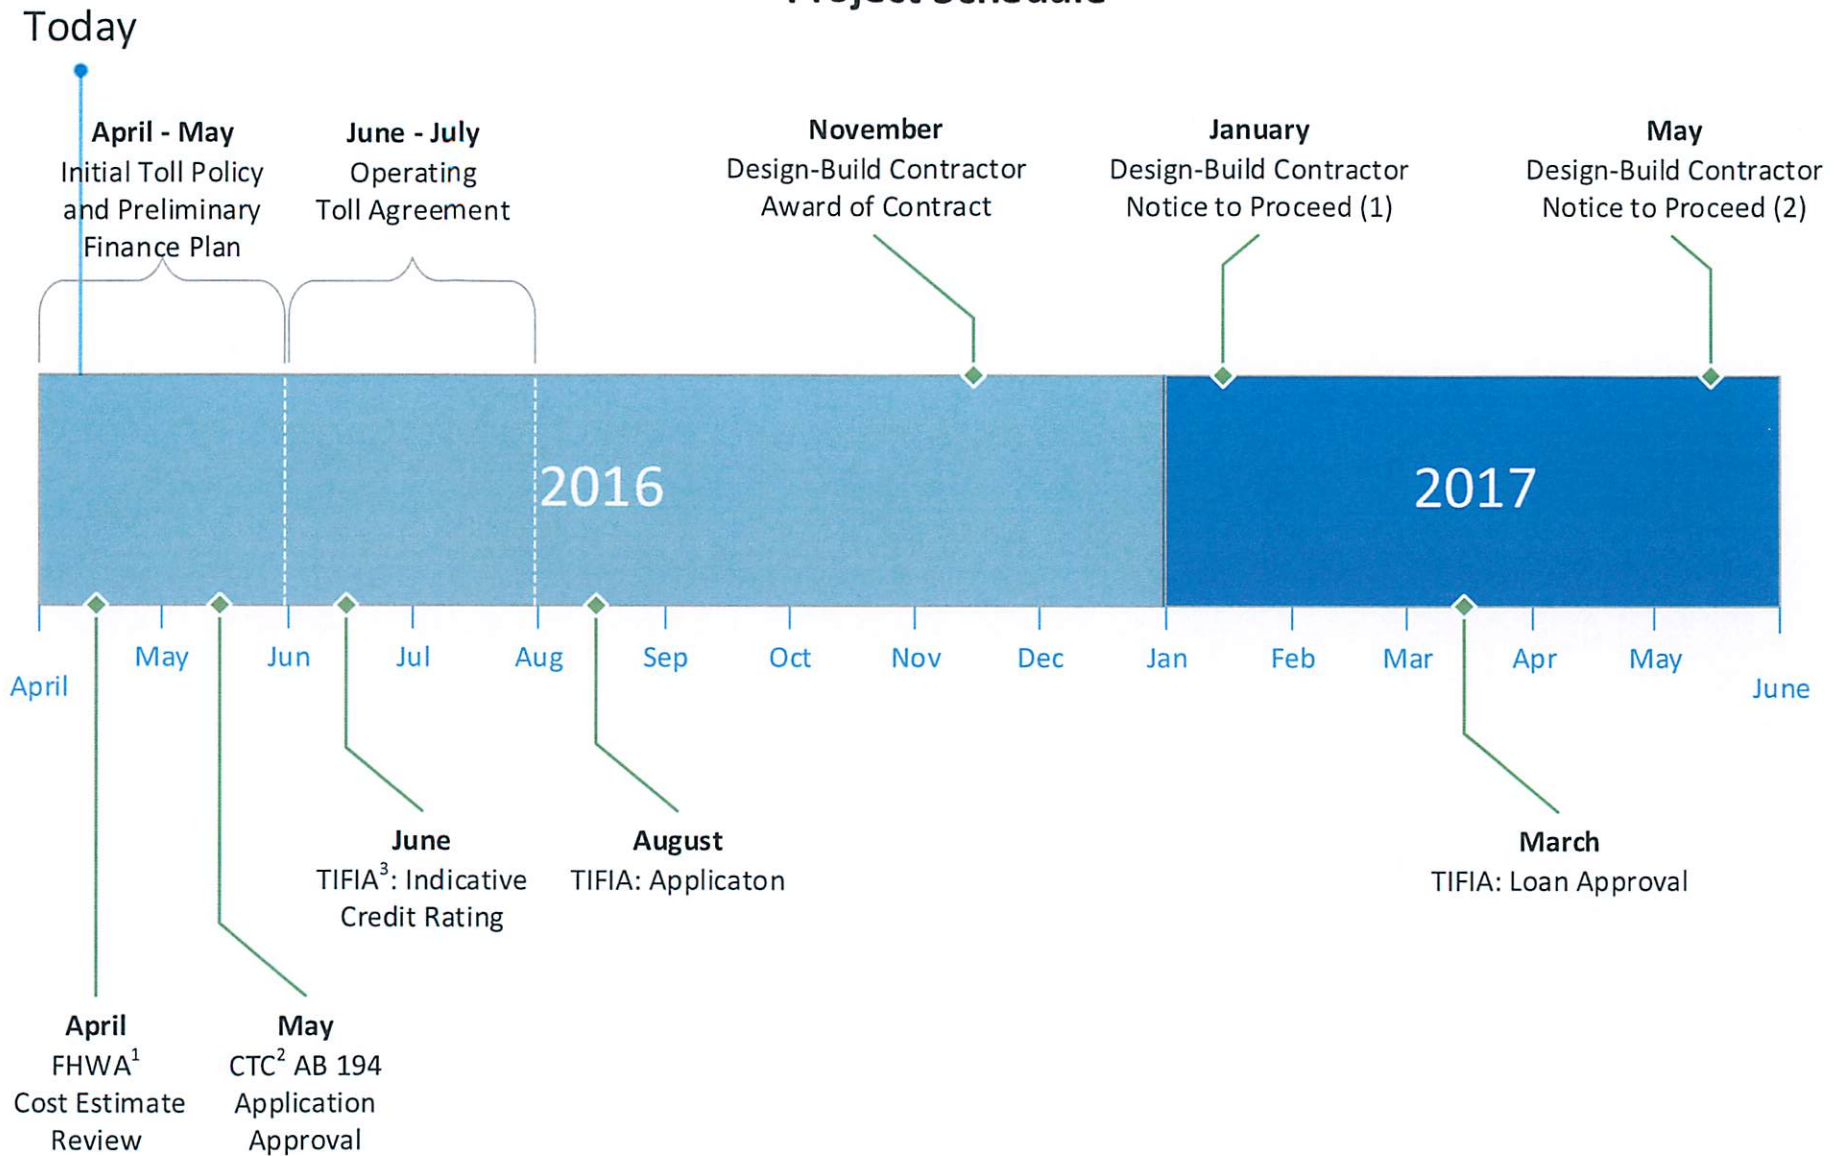 Project Schedule
Today
April - May
Initial Toll Policy
and Preliminary
Finance Plan
June - July
Operating
Toll Agreement
November
Design-Build Contractor
Award of Contract
January
Design-Build Contractor
Notice to Proceed (1)
May
Design-Build Contractor
Notice to Proceed (2)
2016
2017
April
May
Jun
Jul
Aug
Sep
Oct
Nov
Dec
Jan
Feb
Mar
Apr
May
June
June
TIFIA³: Indicative
Credit Rating
August
TIFIA: Applicaton
March
TIFIA: Loan Approval
April
FHWA¹
Cost Estimate
Review
May
CTC² AB 194
Application
Approval